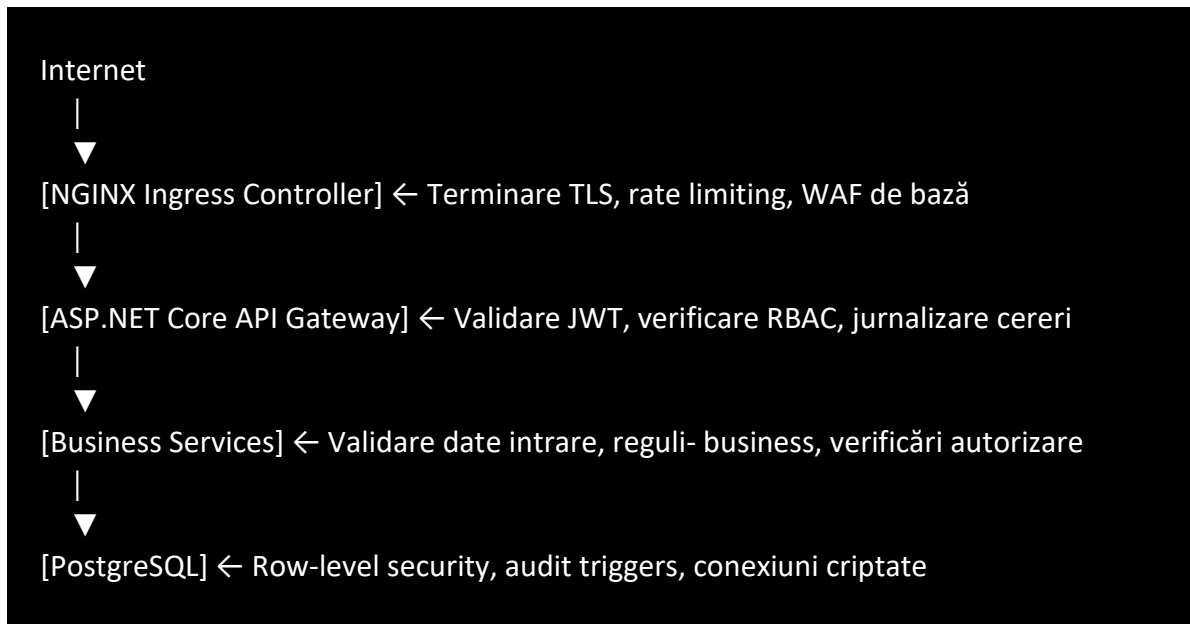 Internet
|
▼
[NGINX Ingress Controller] ← Terminare TLS, rate limiting, WAF de bază
|
▼
[ASP.NET Core API Gateway] ← Validare JWT, verificare RBAC, jurnalizare cereri
|
▼
[Business Services] ← Validare date intrare, reguli- business, verificări autorizare
|
▼
[PostgreSQL] ← Row-level security, audit triggers, conexiuni criptate